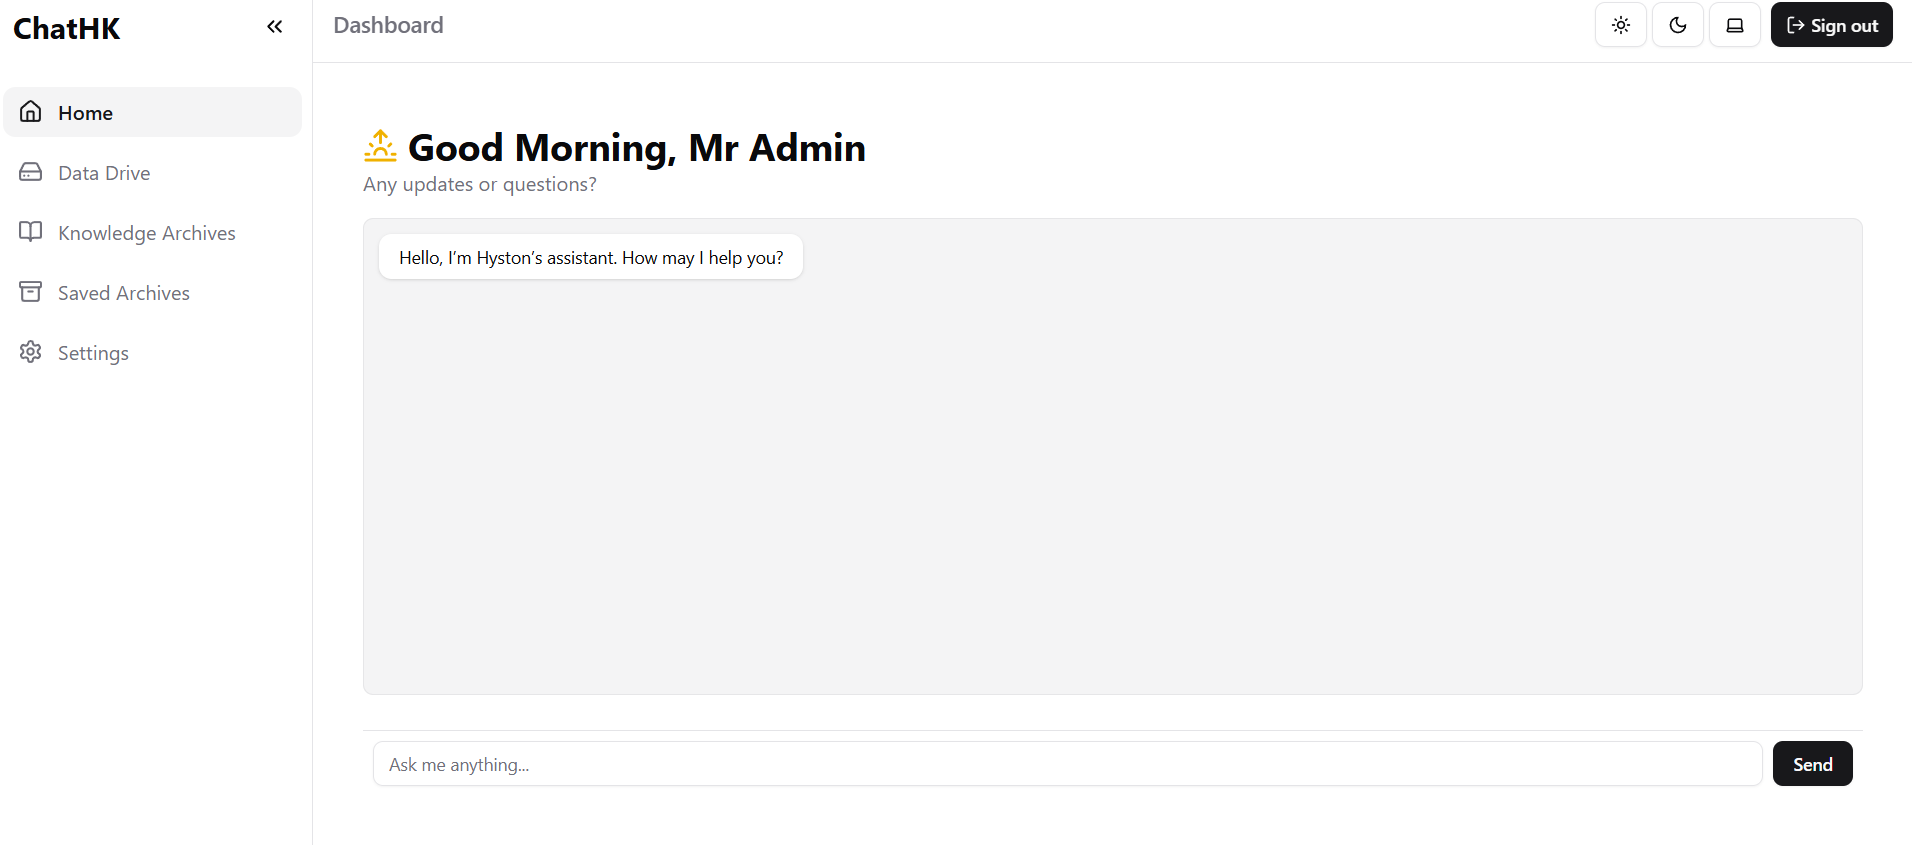 ChatHK
Dashboard
Sign out
Home
Data Drive
Knowledge Archives
Saved Archives
Settings
Good Morning, Mr Admin
Any updates or questions?
Hello, I’m Hyston’s assistant. How may I help you?
Ask me anything...
Send